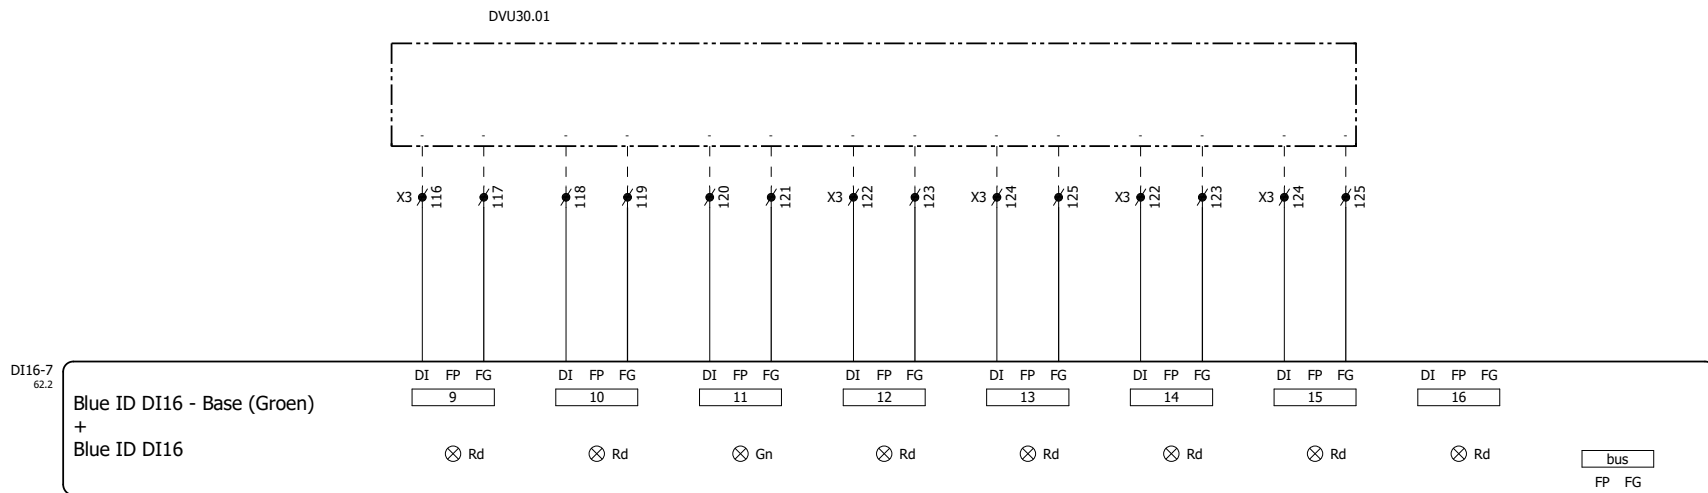 DVU30.01
- - - - - - - - - - - - - -
X3 116 117 118 119 120 121 X3 122 123 X3 124 125 X3 122 123 X3 124 125
DI16-7
62.2
DI FP FG DI FP FG DI FP FG DI FP FG DI FP FG DI FP FG DI FP FG DI FP FG
9 10 11 12 13 14 15 16
Blue ID DI16 - Base (Groen)
+
Blue ID DI16
Rd Rd Gn Rd Rd Rd Rd Rd
bus
FP FG